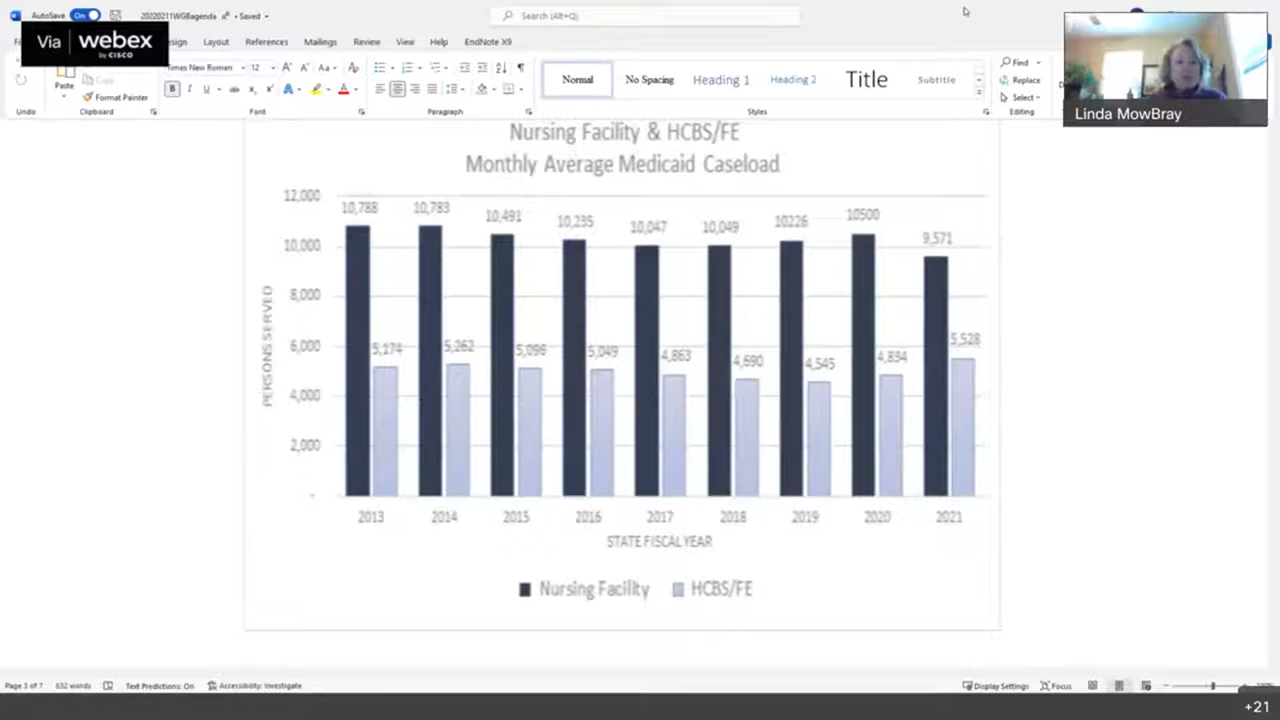 AutoSave On 20220211WGBagenda • Saved Search (Alt+Q)
Via webex by CISCO
Layout References Mailings Review View Help EndNote X9
Times New Roman 12 Aa
Paste Copy
Format Painter
Normal No Spacing Heading 1 Heading 2 Title Subtitle
Find
Replace
Select
Undo Clipboard Font Paragraph Styles Editing
Linda MowBray
Nursing Facility & HCBS/FE
Monthly Average Medicaid Caseload
12,000
10,000
8,000
6,000
4,000
2,000
-
PERSONS SERVED
10,788 10,783 10,491 10,235 10,047 10,049 10226 10500 9,571
5,174 5,262 5,096 5,049 4,863 4,690 4,545 4,834 5,528
2013 2014 2015 2016 2017 2018 2019 2020 2021
STATE FISCAL YEAR
Nursing Facility HCBS/FE
Page 3 of 7 632 words Text Predictions: On Accessibility: Investigate Display Settings Focus
+21